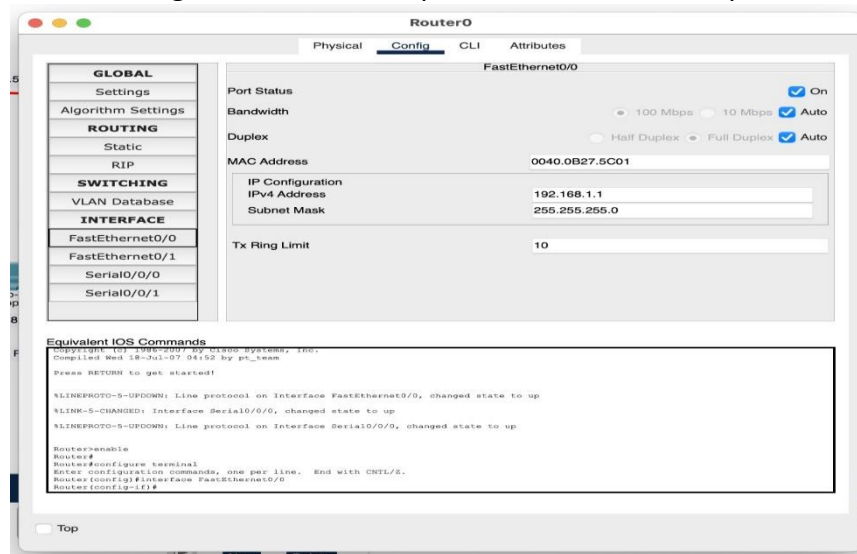 Router0
Physical Config CLI Attributes
GLOBAL
Settings
Algorithm Settings
ROUTING
Static
RIP
SWITCHING
VLAN Database
INTERFACE
FastEthernet0/0
FastEthernet0/1
Serial0/0/0
Serial0/0/1
FastEthernet0/0
Port Status On
Bandwidth 100 Mbps 10 Mbps Auto
Duplex Half Duplex Full Duplex Auto
MAC Address 0040.0B27.5C01
IP Configuration
IPv4 Address 192.168.1.1
Subnet Mask 255.255.255.0
Tx Ring Limit 10
Equivalent IOS Commands
Copyright (c) 1986-2007 by Cisco Systems, Inc.
Compiled Wed 18-Jul-07 04:52 by pt_team
Press RETURN to get started!
%LINEPROTO-5-UPDOWN: Line protocol on Interface FastEthernet0/0, changed state to up
%LINK-5-CHANGED: Interface Serial0/0/0, changed state to up
%LINEPROTO-5-UPDOWN: Line protocol on Interface Serial0/0/0, changed state to up
Router>enable
Router#
Router#configure terminal
Enter configuration commands, one per line. End with CNTL/Z.
Router(config)#interface FastEthernet0/0
Router(config-if)#
Top